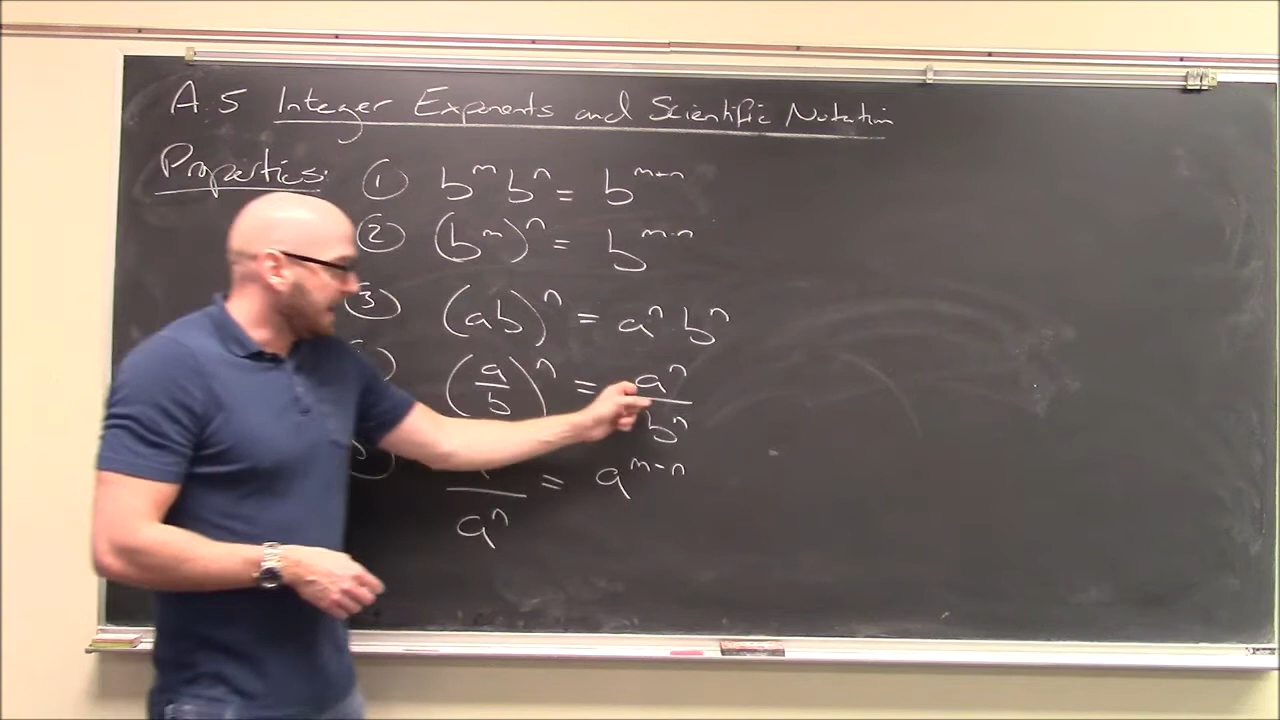 A.5 Integer Exponents and Scientific Notation
Properties: ① b^m b^n = b^{m+n}
② (b^m)^n = b^{m·n}
③ (ab)^n = a^n · b^n
(a/b)^n = a^n/b^n
/a^n = a^{m-n}